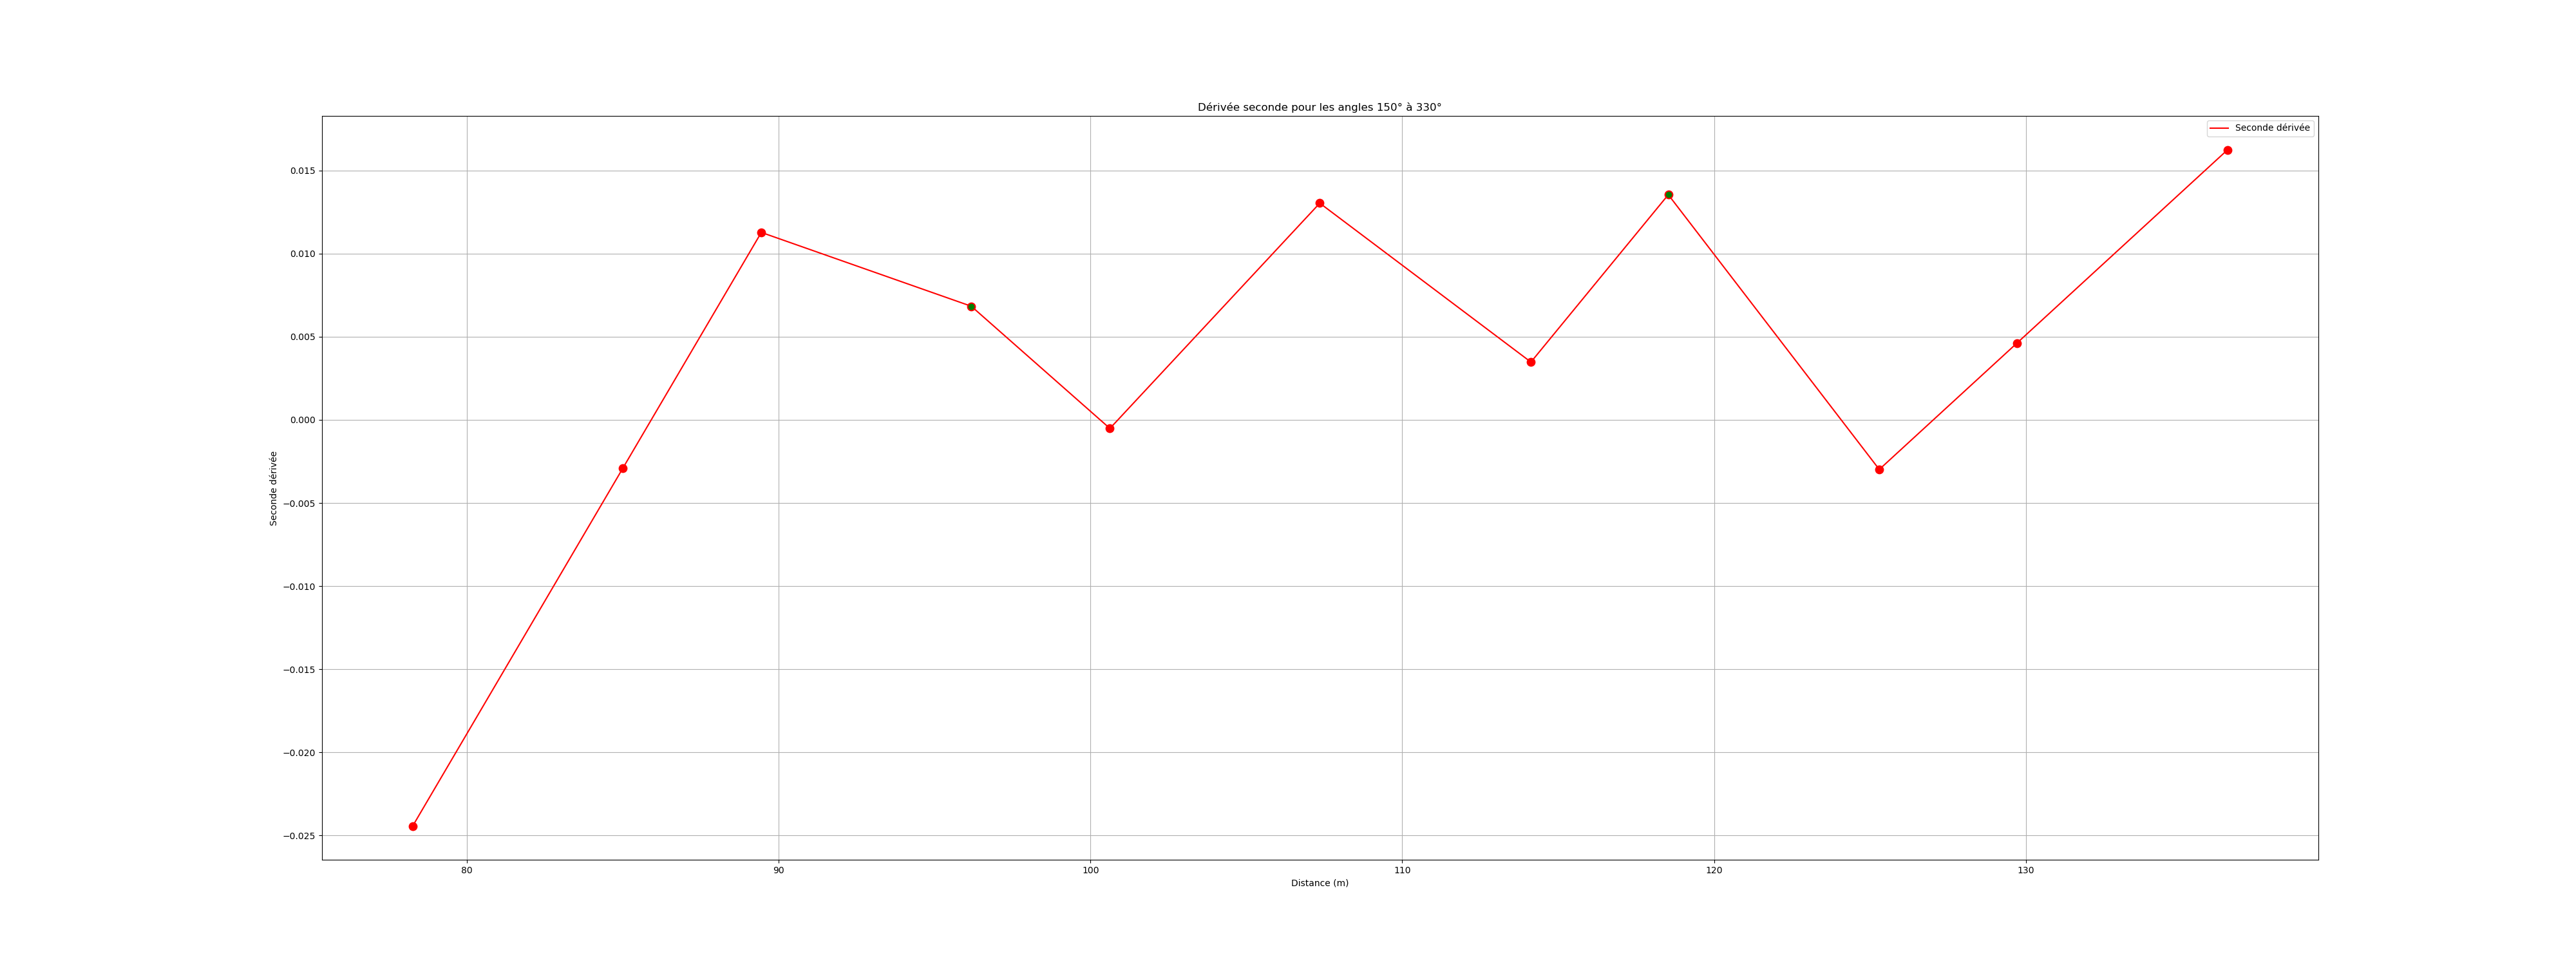 Dérivée seconde pour les angles 150° à 330°
Seconde dérivée
0.015
0.010
0.005
0.000
−0.005
−0.010
−0.015
−0.020
−0.025
Seconde dérivée
80 90 100 110 120 130
Distance (m)